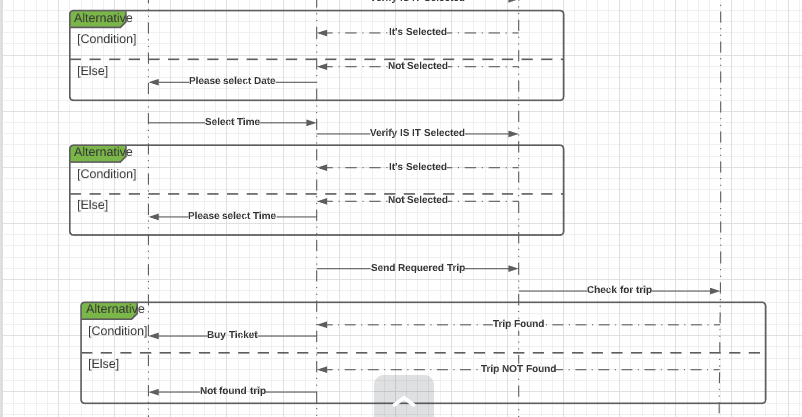 Verify IS IT Selected
Alternative
It's Selected
[Condition]
Not Selected
[Else]
Please select Date
Select Time
Verify IS IT Selected
Alternative
It's Selected
[Condition]
Not Selected
[Else]
Please select Time
Send Requered Trip
Check for trip
Alternative
Trip Found
[Condition]
Buy Ticket
[Else]
Trip NOT Found
Not found trip